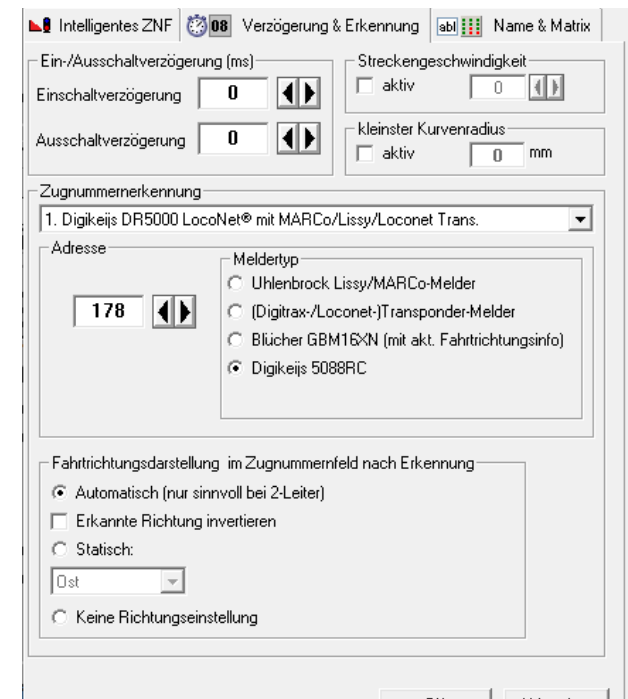 Intelligentes ZNF
08 Verzögerung & Erkennung
abl Name & Matrix
Ein-/Ausschaltverzögerung (ms)
Einschaltverzögerung 0
Ausschaltverzögerung 0
Streckengeschwindigkeit
aktiv 0
kleinster Kurvenradius
aktiv 0 mm
Zugnummernerkennung
1. Digikeijs DR5000 LocoNet® mit MARCo/Lissy/Loconet Trans.
Adresse
178
Meldertyp
Uhlenbrock Lissy/MARCo-Melder
(Digitrax-/Loconet-)Transponder-Melder
Blücher GBM16XN (mit akt. Fahrtrichtungsinfo)
Digikeijs 5088RC
Fahrtrichtungsdarstellung im Zugnummernfeld nach Erkennung
Automatisch (nur sinnvoll bei 2-Leiter)
Erkannte Richtung invertieren
Statisch:
Ost
Keine Richtungseinstellung